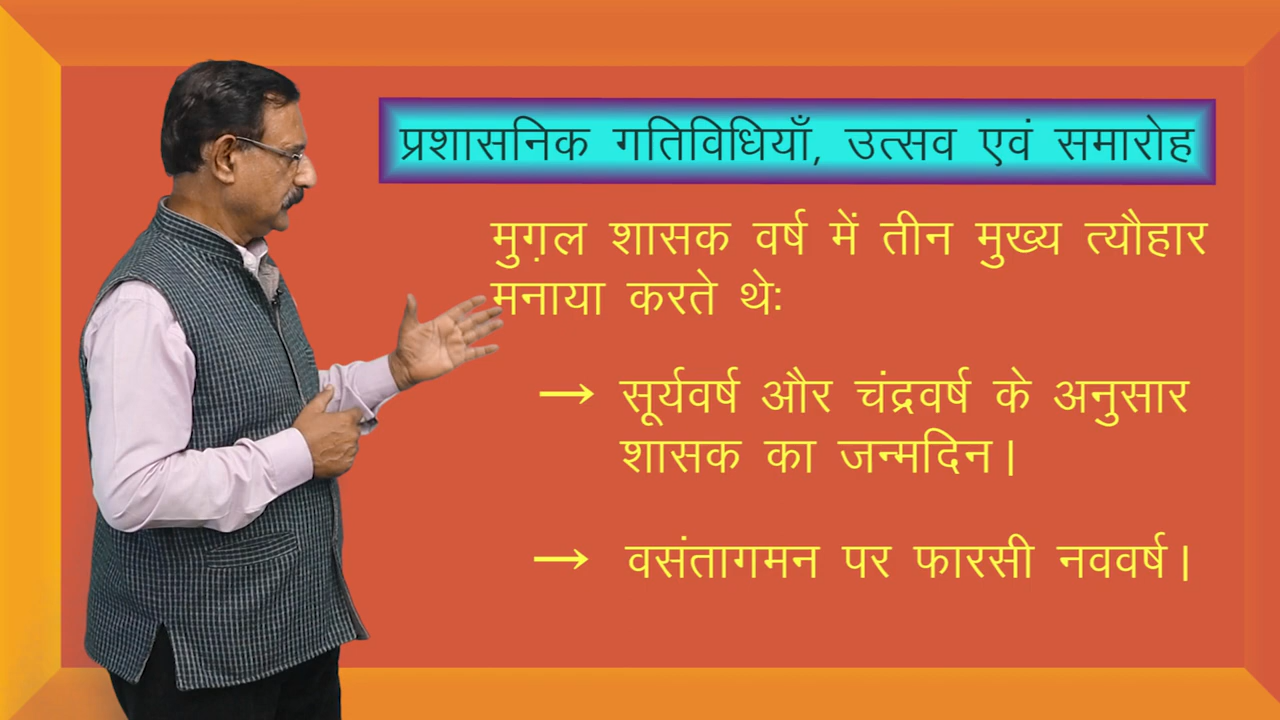 प्रशासनिक गतिविधियाँ, उत्सव एवं समारोह
मुग़ल शासक वर्ष में तीन मुख्य त्यौहार
मनाया करते थेः
→ सूर्यवर्ष और चंद्रवर्ष के अनुसार
शासक का जन्मदिन।
→ वसंतागमन पर फारसी नववर्ष।